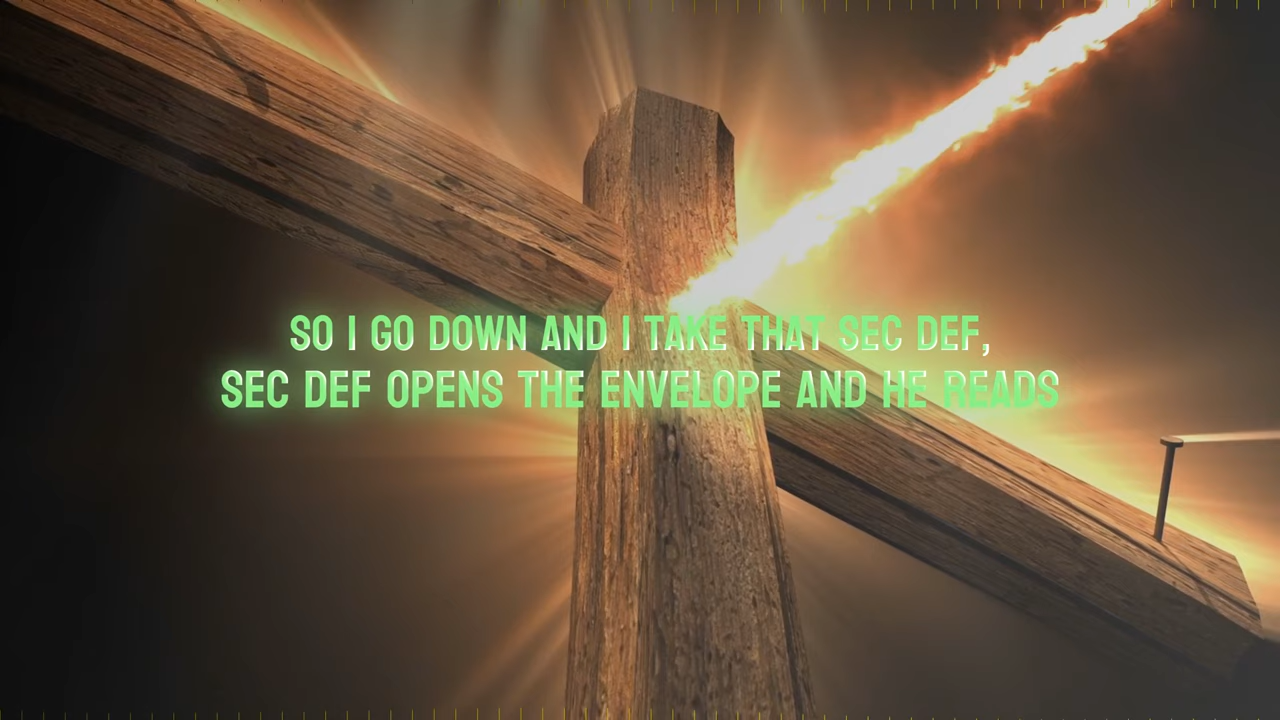 SO I GO DOWN AND I TAKE THAT SEC DEF,
SEC DEF OPENS THE ENVELOPE AND HE READS